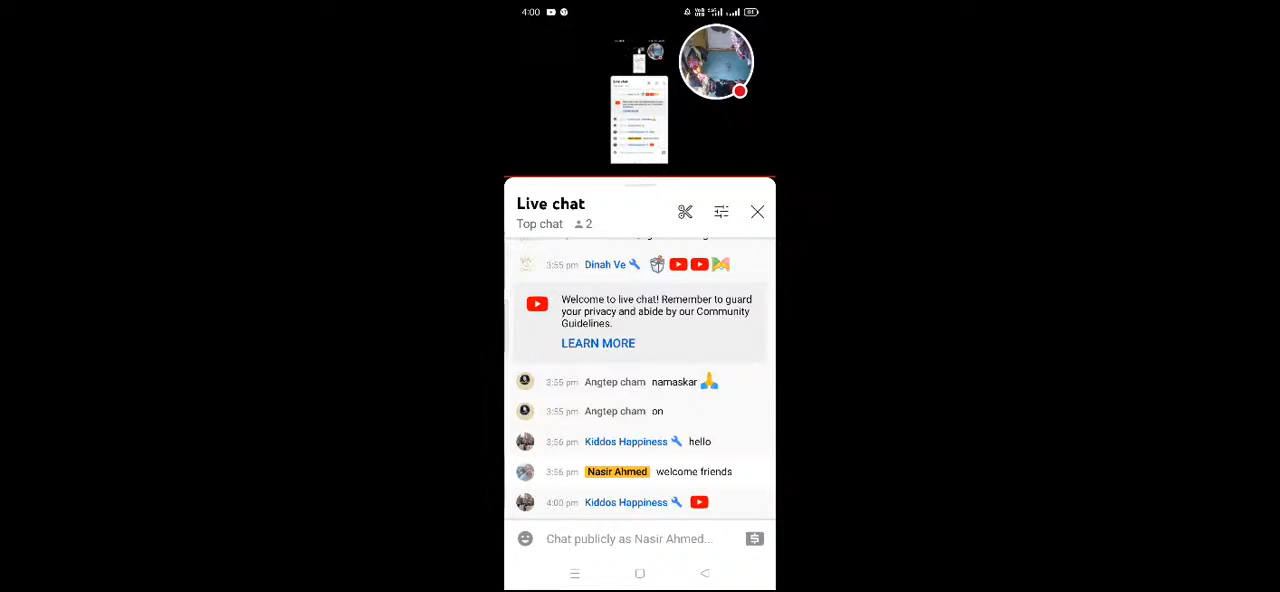 4:00
Live chat
Top chat 2
3:55 pm Dinah Ve
Welcome to live chat! Remember to guard
your privacy and abide by our Community
Guidelines.
LEARN MORE
3:55 pm Angtep cham namaskar
3:55 pm Angtep cham on
3:56 pm Kiddos Happiness hello
3:56 pm Nasir Ahmed welcome friends
4:00 pm Kiddos Happiness
Chat publicly as Nasir Ahmed...